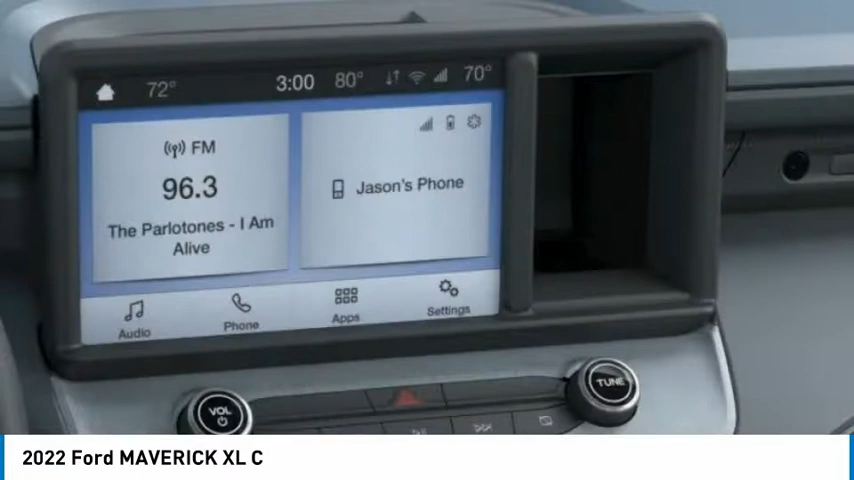 72° 3:00 80° 70°
FM
96.3
The Parlotones - I Am
Alive
Jason's Phone
Audio Phone Apps Settings
VOL
TUNE
2022 Ford MAVERICK XL C